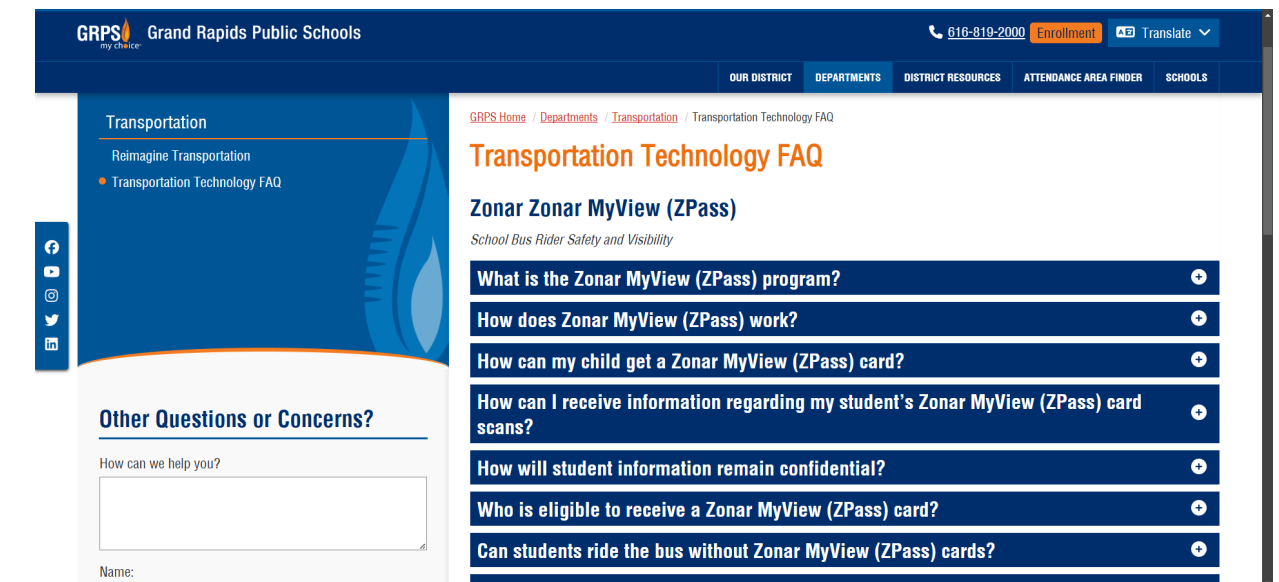 GRPS
my choice
Grand Rapids Public Schools
616-819-2000
Enrollment
Translate
OUR DISTRICT
DEPARTMENTS
DISTRICT RESOURCES
ATTENDANCE AREA FINDER
SCHOOLS
Transportation
Reimagine Transportation
Transportation Technology FAQ
Other Questions or Concerns?
How can we help you?
Name:
GRPS Home / Departments / Transportation / Transportation Technology FAQ
Transportation Technology FAQ
Zonar Zonar MyView (ZPass)
School Bus Rider Safety and Visibility
What is the Zonar MyView (ZPass) program?
How does Zonar MyView (ZPass) work?
How can my child get a Zonar MyView (ZPass) card?
How can I receive information regarding my student's Zonar MyView (ZPass) card
scans?
How will student information remain confidential?
Who is eligible to receive a Zonar MyView (ZPass) card?
Can students ride the bus without Zonar MyView (ZPass) cards?